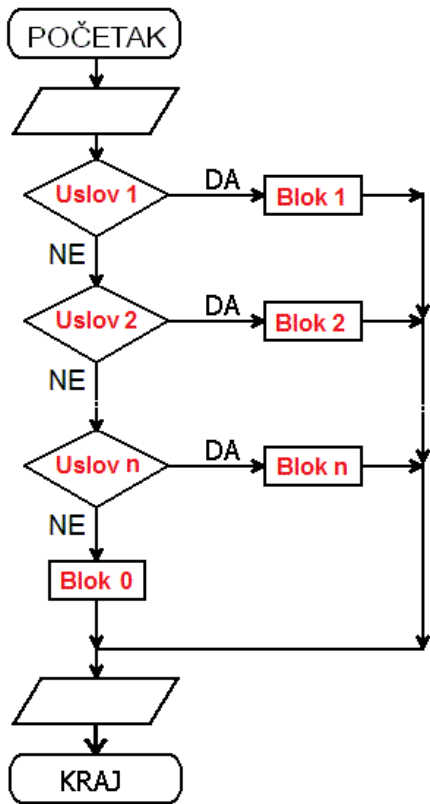 POČETAK
Uslov 1
DA
Blok 1
NE
Uslov 2
DA
Blok 2
NE
Uslov n
DA
Blok n
NE
Blok 0
KRAJ